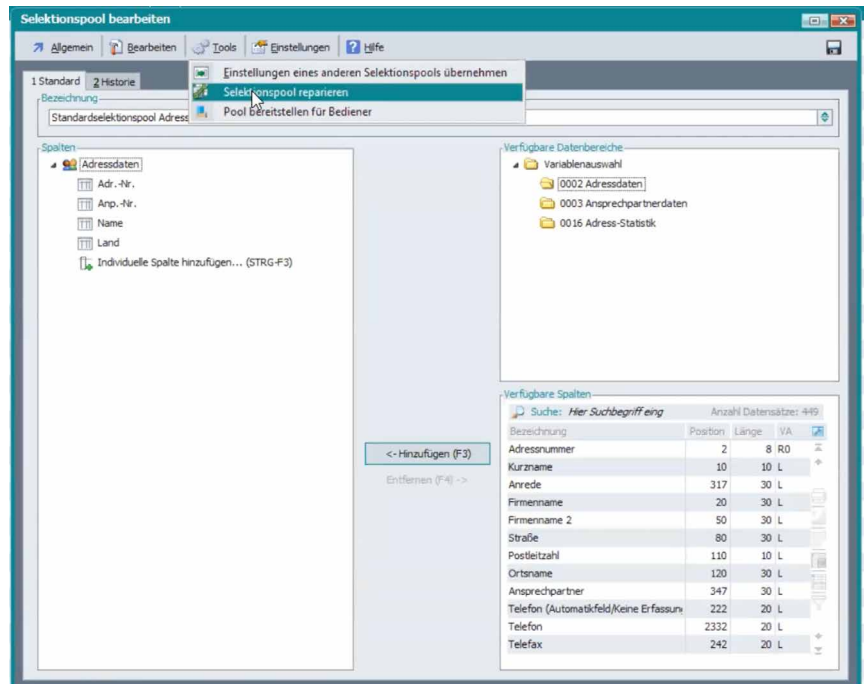 Selektionspool bearbeiten
Allgemein Bearbeiten Tools Einstellungen Hilfe
Einstellungen eines anderen Selektionspools übernehmen
Selektionspool reparieren
Pool bereitstellen für Bediener
1 Standard 2 Historie
Bezeichnung
Standardselektionspool Adress
Spalten
Adressdaten
Adr.-Nr.
Anp.-Nr.
Name
Land
Individuelle Spalte hinzufügen... (STRG-F3)
<- Hinzufügen (F3)
Entfernen (F4) ->
Verfügbare Datenbereiche
Variablenauswahl
0002 Adressdaten
0003 Ansprechpartnerdaten
0016 Adress-Statistik
Verfügbare Spalten
Suche: Hier Suchbegriff eing Anzahl Datensätze: 449
Bezeichnung Position Länge VA
Adressnummer 2 8 R0
Kurzname 10 10 L
Anrede 317 30 L
Firmenname 20 30 L
Firmenname 2 50 30 L
Straße 80 30 L
Postleitzahl 110 10 L
Ortsname 120 30 L
Ansprechpartner 347 30 L
Telefon (Automatikfeld/Keine Erfassung 222 20 L
Telefon 2332 20 L
Telefax 242 20 L